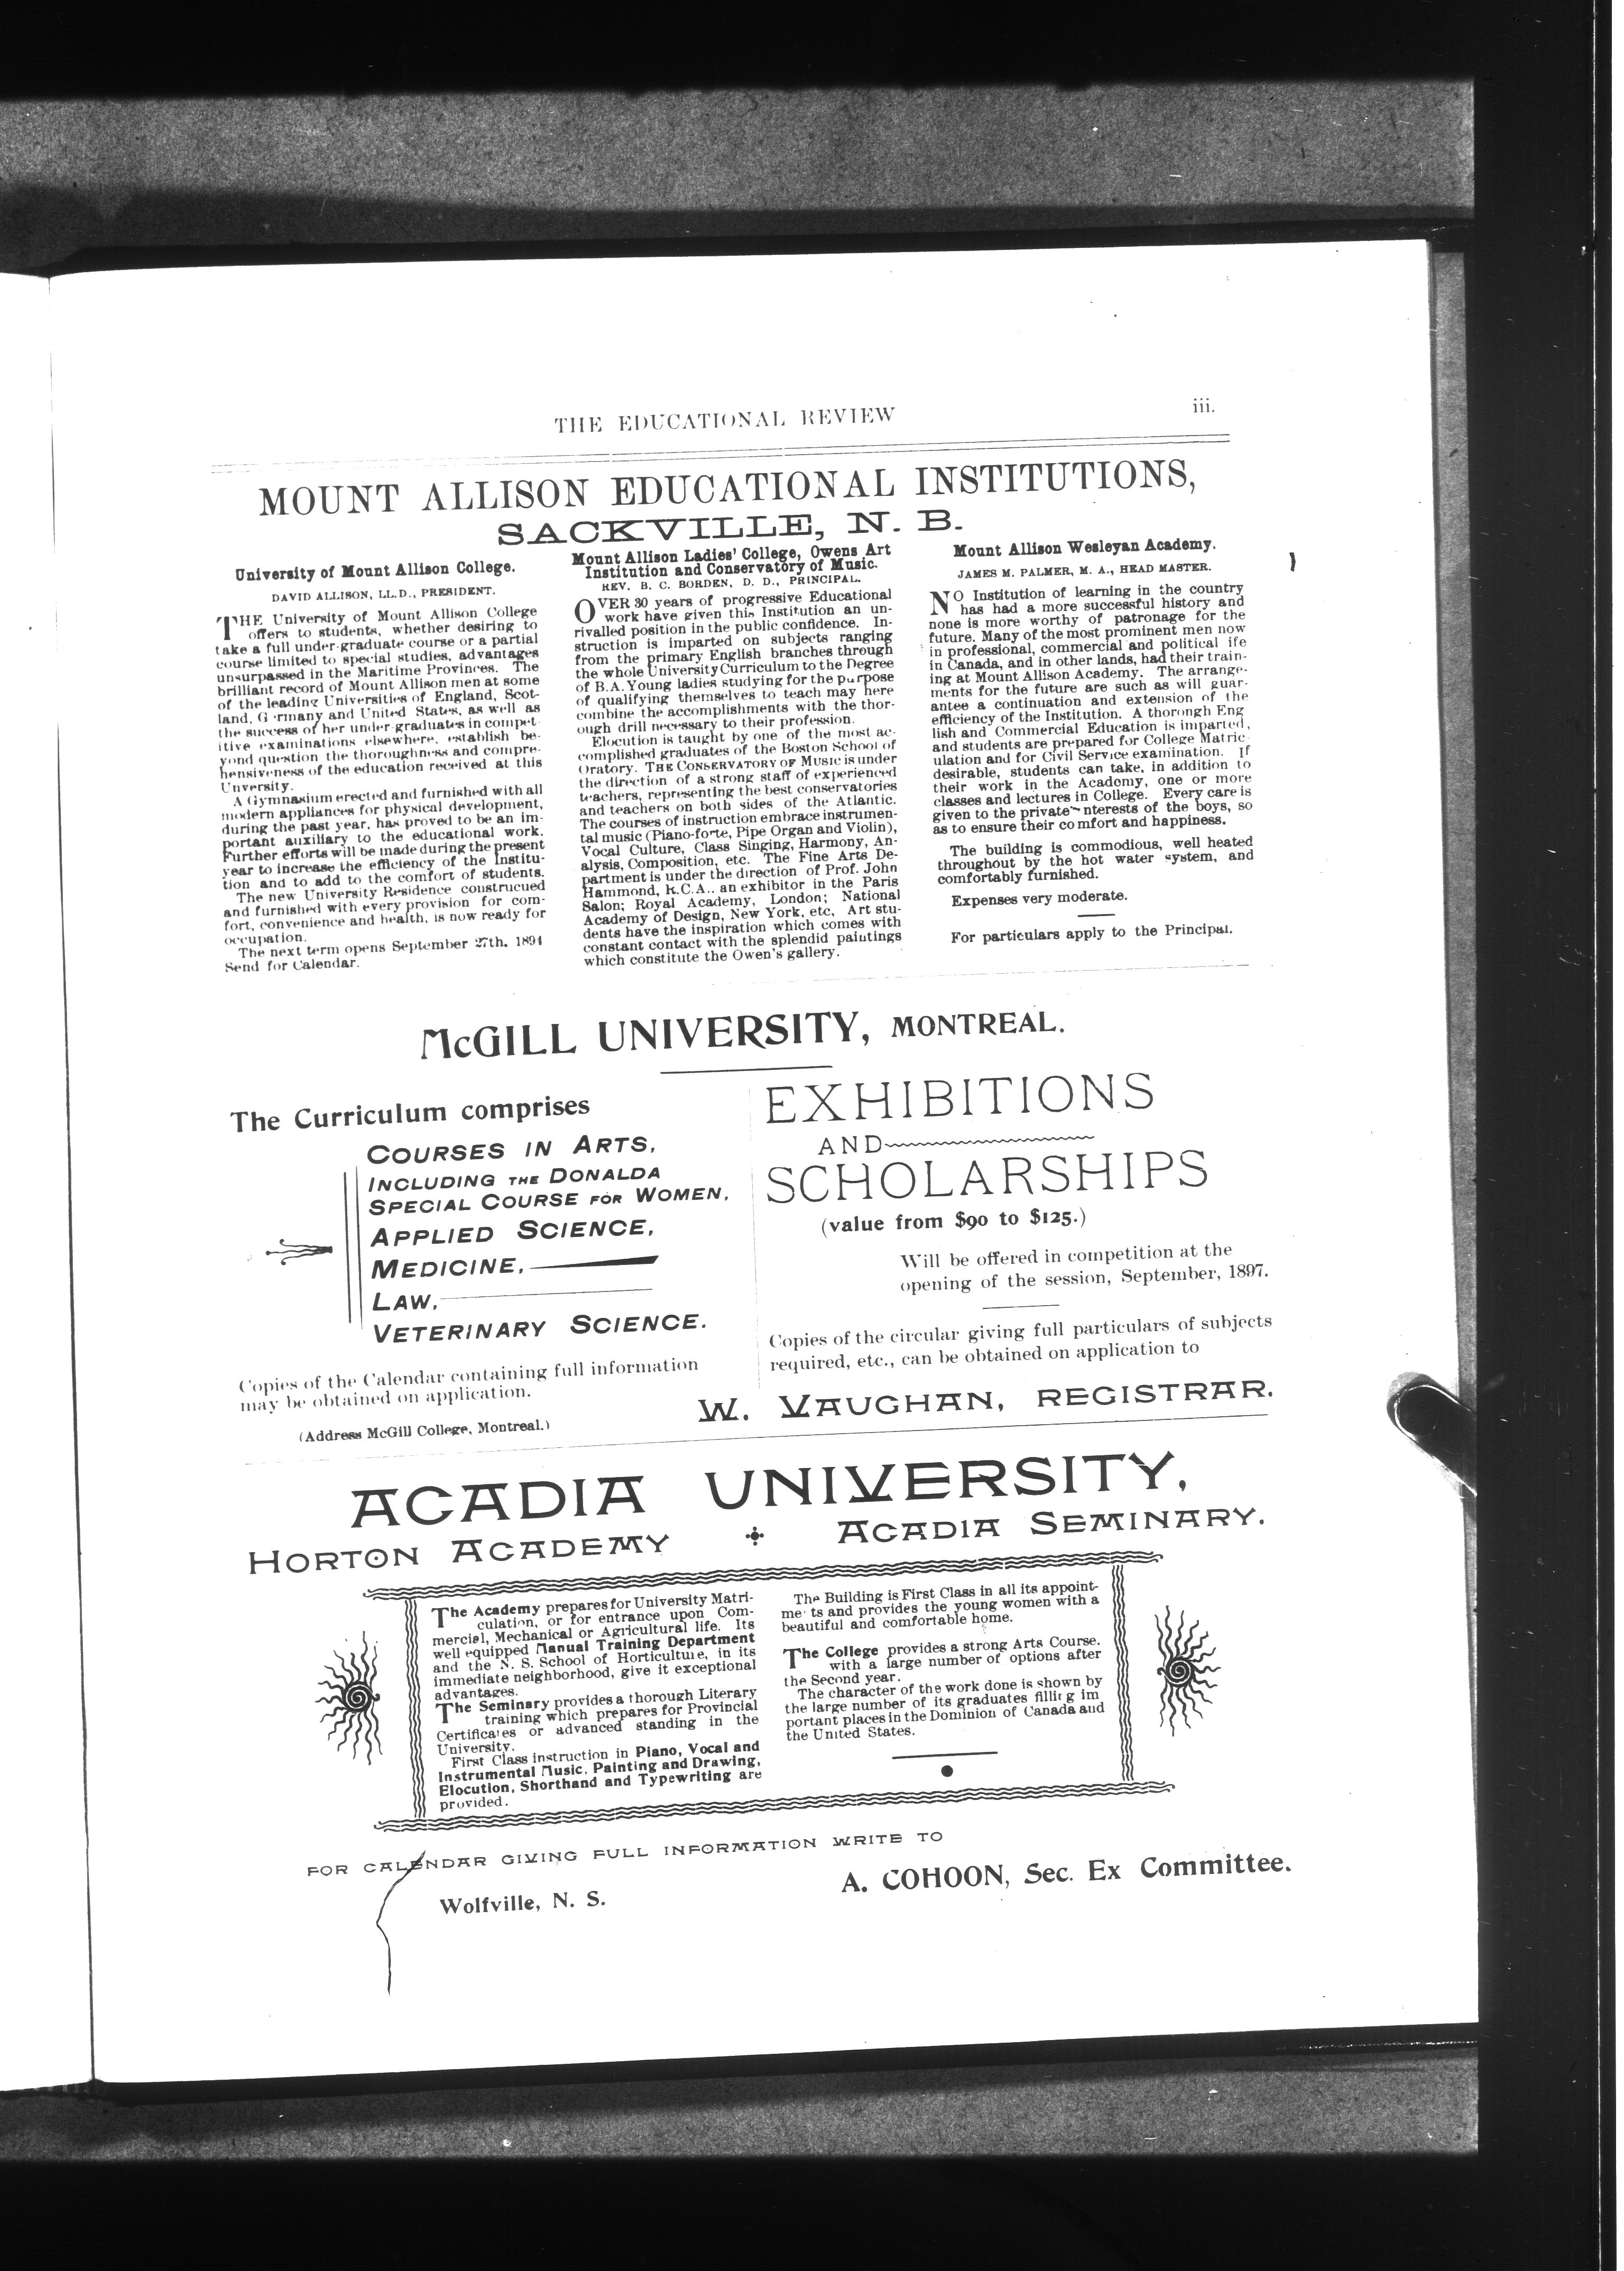 THE EDUCATIONAL REVIEW
iii.
MOUNT ALLISON EDUCATIONAL INSTITUTIONS,
SACKVILLE, N. B.
University of Mount Allison College.
DAVID ALLISON, LL.D., PRESIDENT.
THE University of Mount Allison College
offers to students, whether desiring to
take a full under-graduate course or a partial
course limited to special studies, advantages
unsurpassed in the Maritime Provinces. The
brilliant record of Mount Allison men at some
of the leading Universities of England, Scot-
land, G rmany and United States, as well as
the success of her under-graduates in compet-
itive examinations elsewhere, establish be-
yond question the thoroughness and compre-
hensiveness of the education received at this
Unversity.
A Gymnasium erected and furnished with all
modern appliances for physical development,
during the past year, has proved to be an im-
portant auxiliary to the educational work.
Further efforts will be made during the present
year to increase the efficiency of the Institu-
tion and to add to the comfort of students.
The new University Residence construcued
and furnished with every provision for com-
fort, convenience and health, is now ready for
occupation.
The next term opens September 27th, 1894
Send for Calendar.
Mount Allison Ladies' College, Owens Art
Institution and Conservatory of Music.
REV. B. C. BORDEN, D. D., PRINCIPAL.
OVER 30 years of progressive Educational
work have given this Institution an un-
rivalled position in the public confidence. In-
struction is imparted on subjects ranging
from the primary English branches through
the whole University Curriculum to the Degree
of B.A. Young ladies studying for the purpose
of qualifying themselves to teach may here
combine the accomplishments with the thor-
ough drill necessary to their profession.
Elocution is taught by one of the most ac-
complished graduates of the Boston School of
Oratory. THE CONSERVATORY OF MUSIC is under
the direction of a strong staff of experienced
teachers, representing the best conservatories
and teachers on both sides of the Atlantic.
The courses of instruction embrace instrumen-
tal music (Piano-forte, Pipe Organ and Violin),
Vocal Culture, Class Singing, Harmony, An-
alysis, Composition, etc. The Fine Arts De-
partment is under the direction of Prof. John
Hammond, R.C.A.. an exhibitor in the Paris
Salon; Royal Academy, London; National
Academy of Design, New York, etc. Art stu-
dents have the inspiration which comes with
constant contact with the splendid paintings
which constitute the Owen's gallery.
Mount Allison Wesleyan Academy.
JAMES M. PALMER, M. A., HEAD MASTER.
NO Institution of learning in the country
has had a more successful history and
none is more worthy of patronage for the
future. Many of the most prominent men now
in professional, commercial and political ife
in Canada, and in other lands, had their train-
ing at Mount Allison Academy. The arrange-
ments for the future are such as will guar-
antee a continuation and extension of the
efficiency of the Institution. A thorongh Eng
lish and Commercial Education is imparted,
and students are prepared for College Matric-
ulation and for Civil Service examination. If
desirable, students can take, in addition to
their work in the Academy, one or more
classes and lectures in College. Every care is
given to the private nterests of the boys, so
as to ensure their comfort and happiness.
The building is commodious, well heated
throughout by the hot water system, and
comfortably furnished.
Expenses very moderate.
For particulars apply to the Principal.
McGILL UNIVERSITY, MONTREAL.
The Curriculum comprises
COURSES IN ARTS,
INCLUDING THE DONALDA
SPECIAL COURSE FOR WOMEN,
APPLIED SCIENCE,
MEDICINE,
LAW,
VETERINARY SCIENCE.
Copies of the Calendar containing full information
may be obtained on application.
(Address McGill College, Montreal.)
EXHIBITIONS
AND
SCHOLARSHIPS
(value from $90 to $125.)
Will be offered in competition at the
opening of the session, September, 1897.
Copies of the circular giving full particulars of subjects
required, etc., can be obtained on application to
W. VAUGHAN, REGISTRAR.
ACADIA UNIVERSITY,
HORTON ACADEMY ACADIA SEMINARY.
The Academy prepares for University Matri-
culation, or for entrance upon Com-
mercial, Mechanical or Agricultural life. Its
well equipped Manual Training Department
and the N. S. School of Horticulture, in its
immediate neighborhood, give it exceptional
advantages.
The Seminary provides a thorough Literary
training which prepares for Provincial
Certificates or advanced standing in the
University.
First Class instruction in Piano, Vocal and
Instrumental Music, Painting and Drawing,
Elocution, Shorthand and Typewriting are
provided.
The Building is First Class in all its appoint-
me ts and provides the young women with a
beautiful and comfortable home.
The College provides a strong Arts Course.
with a large number of options after
the Second year.
The character of the work done is shown by
the large number of its graduates filling im
portant places in the Dominion of Canada and
the United States.
FOR CALENDAR GIVING FULL INFORMATION WRITE TO
A. COHOON, Sec. Ex Committee.
Wolfville, N. S.